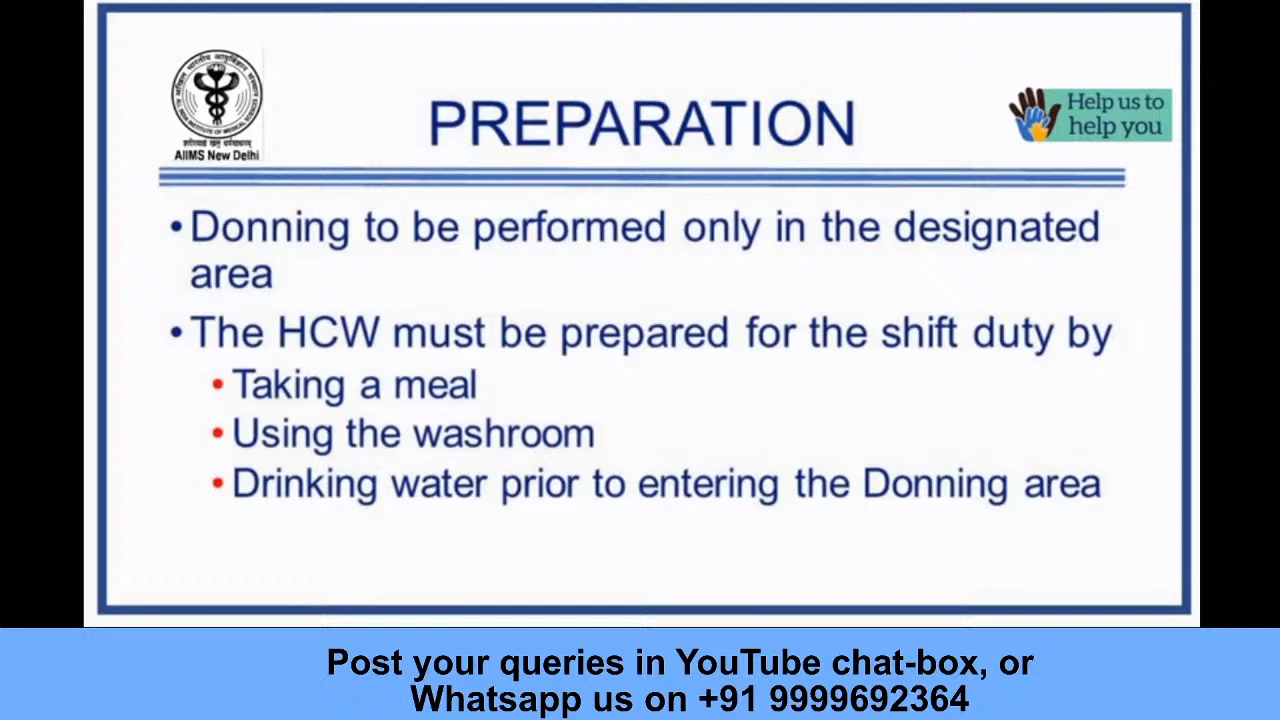 AIIMS New Delhi
PREPARATION
Help us to
help you
•Donning to be performed only in the designated
area
•The HCW must be prepared for the shift duty by
•Taking a meal
•Using the washroom
•Drinking water prior to entering the Donning area
Post your queries in YouTube chat-box, or
Whatsapp us on +91 9999692364